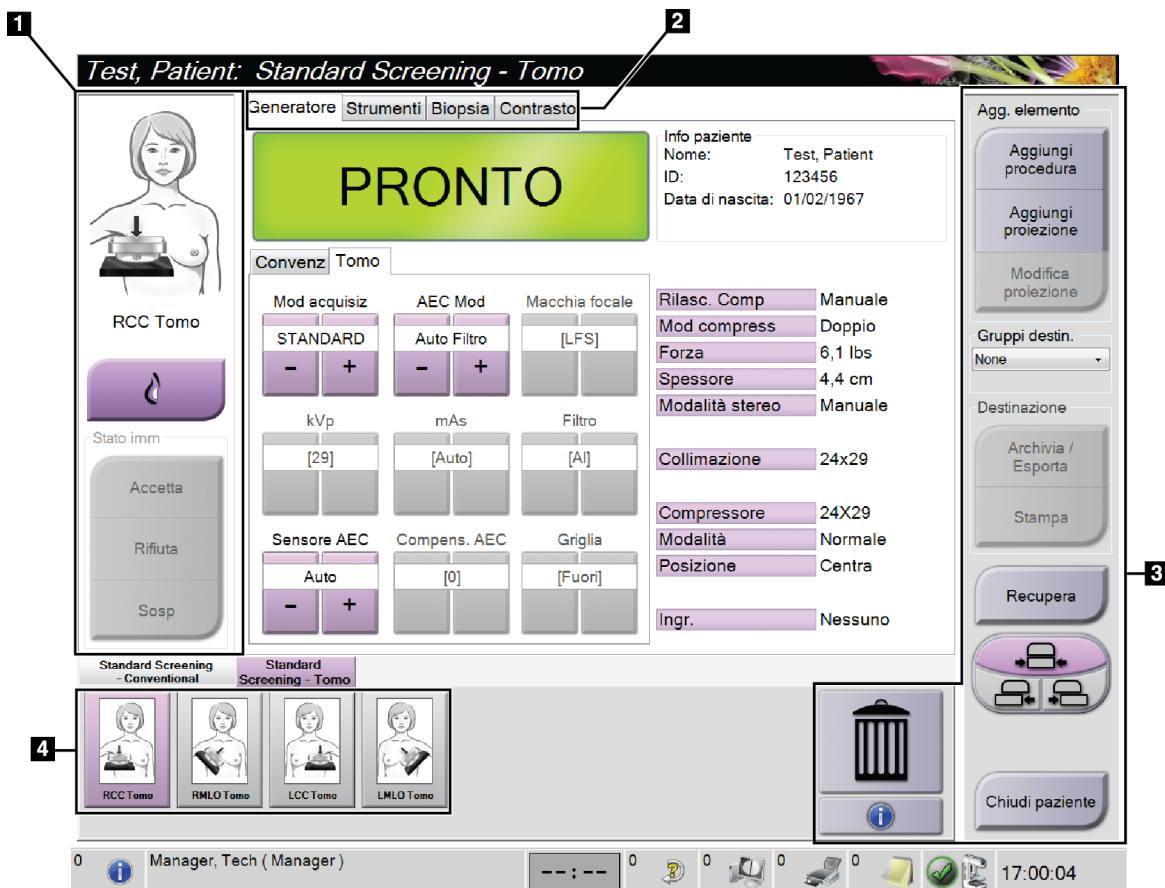 1
2
Test, Patient: Standard Screening - Tomo
Generatore Strumenti Biopsia Contrasto
RCC Tomo
Stato imm
Accetta
Rifiuta
Sosp
PRONTO
Info paziente
Nome: Test, Patient
ID: 123456
Data di nascita: 01/02/1967
Convenz Tomo
Mod acquisiz AEC Mod Macchia focale
STANDARD Auto Filtro [LFS]
- + - +
kVp mAs Filtro
[29] [Auto] [Al]
Sensore AEC Compens. AEC Griglia
Auto [0] [Fuori]
- +
Rilasc. Comp Manuale
Mod compress Doppio
Forza 6,1 lbs
Spessore 4,4 cm
Modalità stereo Manuale
Collimazione 24x29
Compressore 24X29
Modalità Normale
Posizione Centra
Ingr. Nessuno
Agg. elemento
Aggiungi
procedura
Aggiungi
proiezione
Modifica
proiezione
Gruppi destin.
None
Destinazione
Archivia /
Esporta
Stampa
3
Recupera
Chiudi paziente
Standard Screening
- Conventional
Standard
Screening - Tomo
4
RCC Tomo RMLO Tomo LCC Tomo LMLO Tomo
0 Manager, Tech ( Manager ) --:-- 0 0 0 0 17:00:04